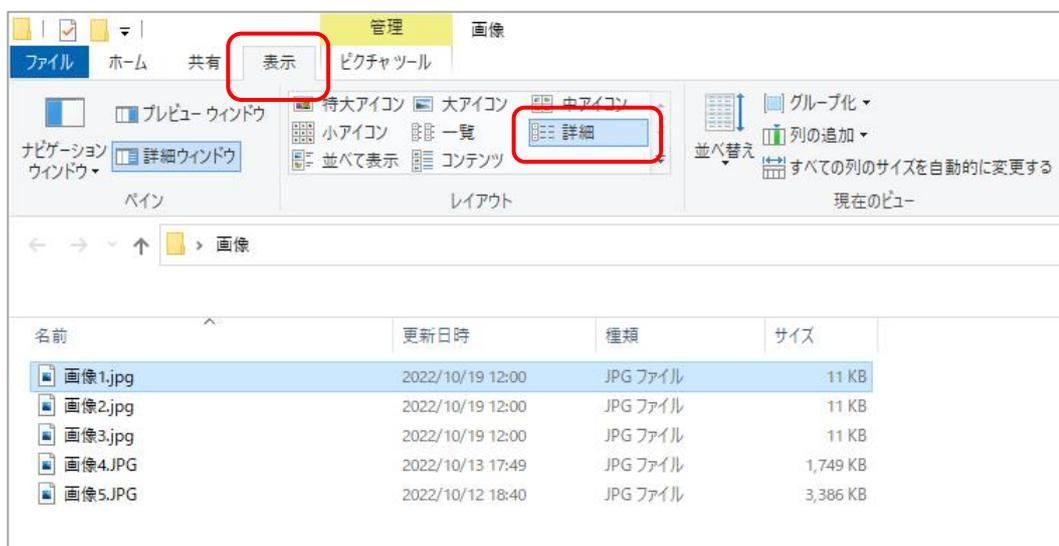 管理 画像
ファイル ホーム 共有 表示 ピクチャ ツール
ナビゲーション ウィンドウ
プレビュー ウィンドウ
詳細ウィンドウ
ペイン
特大アイコン 大アイコン 中アイコン
小アイコン 一覧 詳細
並べて表示 コンテンツ
レイアウト
並べ替え
グループ化
列の追加
すべての列のサイズを自動的に変更する
現在のビュー
画像
名前 更新日時 種類 サイズ
画像1.jpg 2022/10/19 12:00 JPG ファイル 11 KB
画像2.jpg 2022/10/19 12:00 JPG ファイル 11 KB
画像3.jpg 2022/10/19 12:00 JPG ファイル 11 KB
画像4.JPG 2022/10/13 17:49 JPG ファイル 1,749 KB
画像5.JPG 2022/10/12 18:40 JPG ファイル 3,386 KB